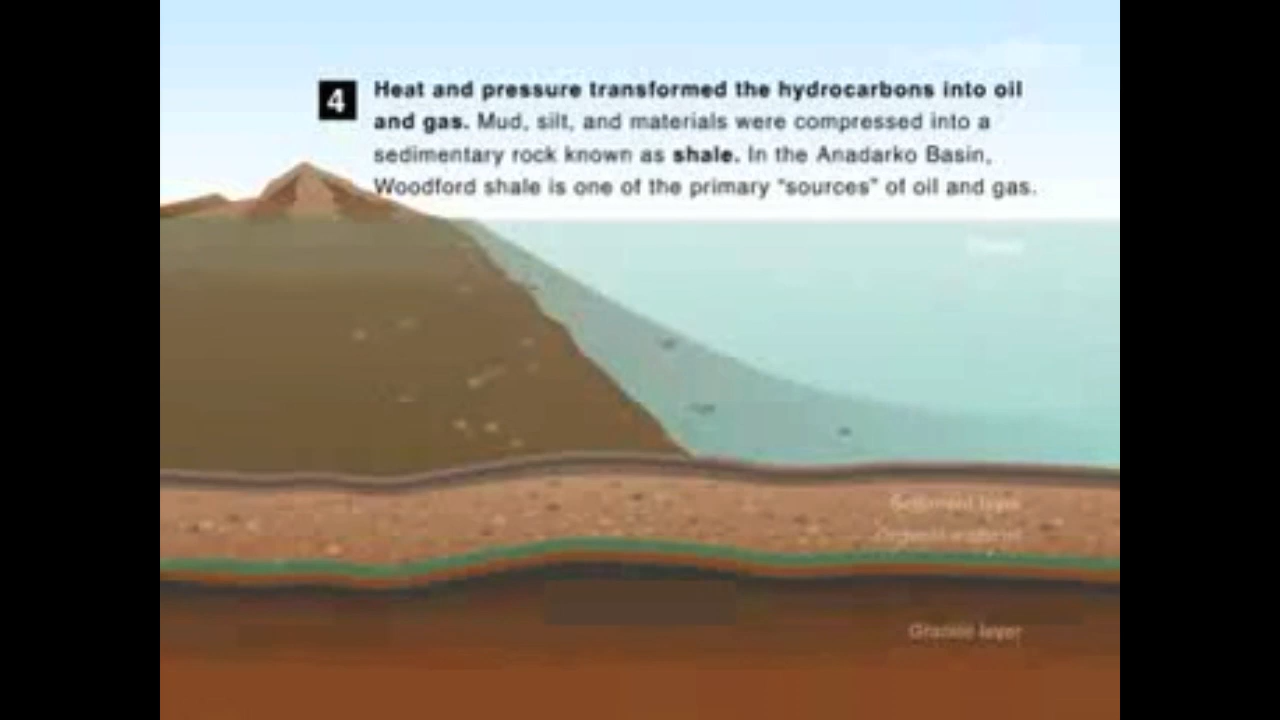 4
Heat and pressure transformed the hydrocarbons into oil
and gas. Mud, silt, and materials were compressed into a
sedimentary rock known as shale. In the Anadarko Basin,
Woodford shale is one of the primary “sources” of oil and gas.
Sediment layer
Granite layer